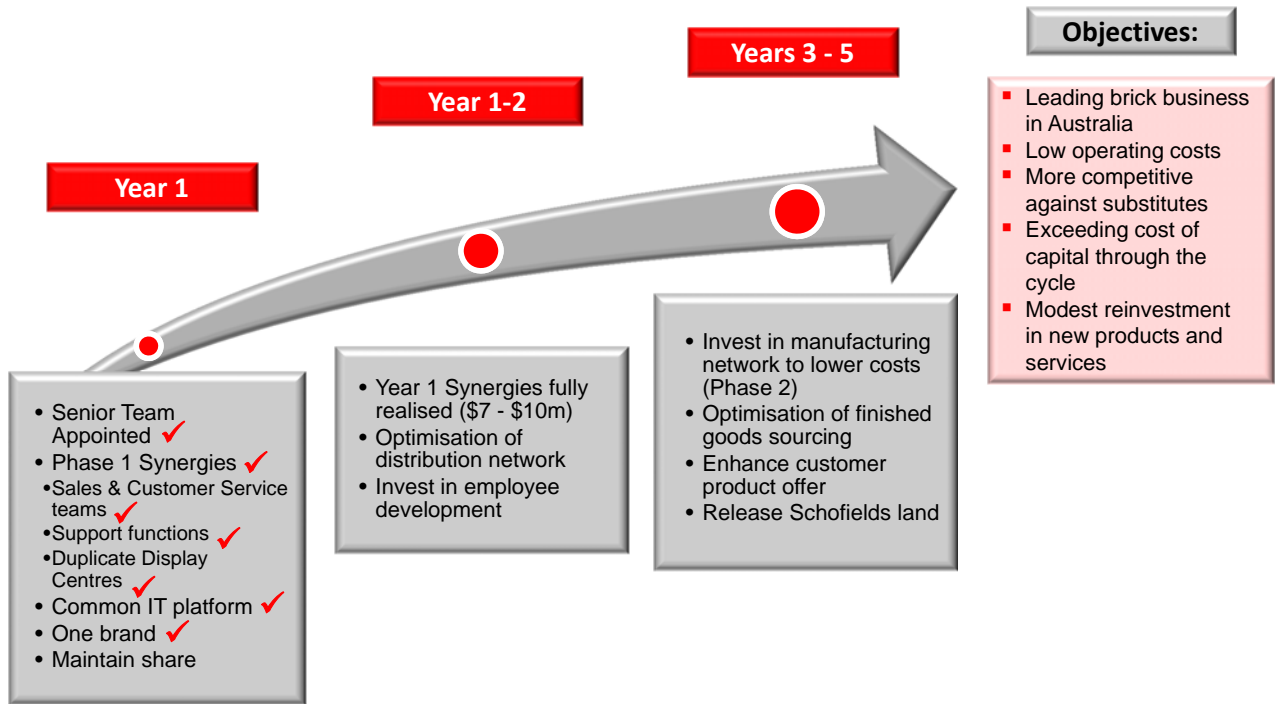 Year 1
• Senior Team
Appointed ✓
• Phase 1 Synergies ✓
•Sales & Customer Service
teams ✓
•Support functions ✓
•Duplicate Display
Centres ✓
• Common IT platform ✓
• One brand ✓
• Maintain share
Year 1-2
• Year 1 Synergies fully
realised ($7 - $10m)
• Optimisation of
distribution network
• Invest in employee
development
Years 3 - 5
• Invest in manufacturing
network to lower costs
(Phase 2)
• Optimisation of finished
goods sourcing
• Enhance customer
product offer
• Release Schofields land
Objectives:
▪ Leading brick business
in Australia
▪ Low operating costs
▪ More competitive
against substitutes
▪ Exceeding cost of
capital through the
cycle
▪ Modest reinvestment
in new products and
services